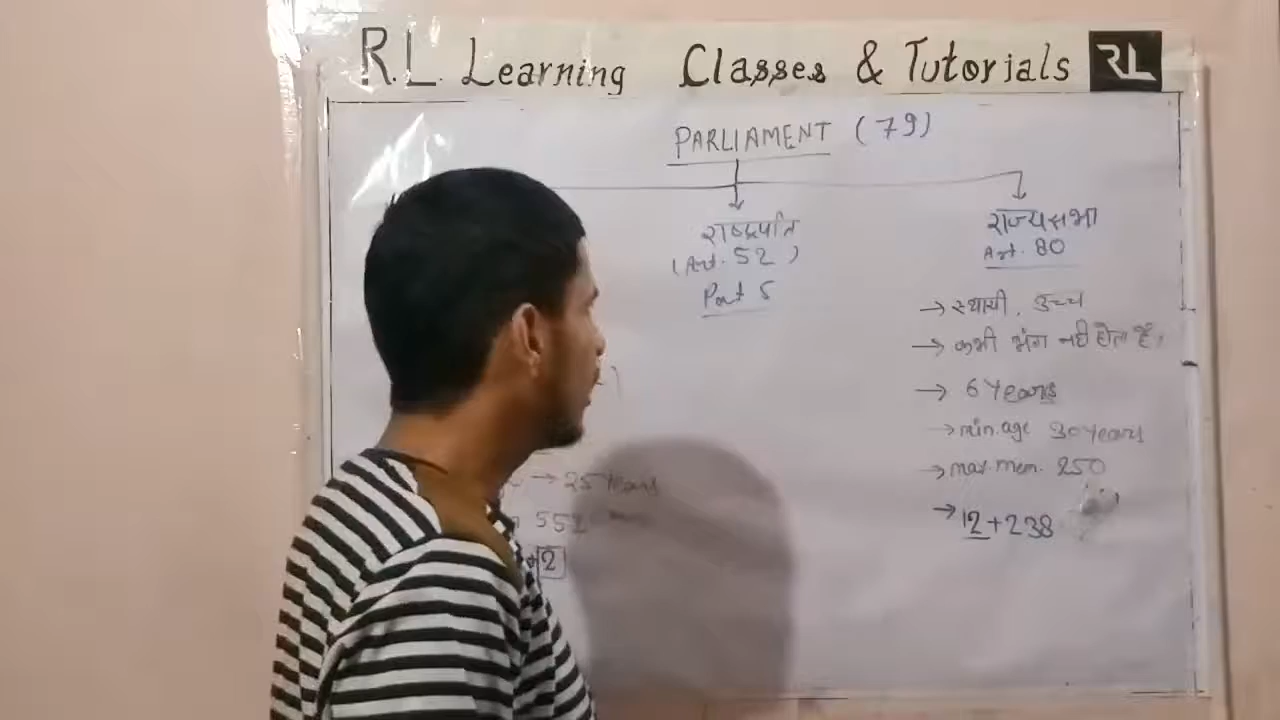 R.L. Learning Classes & Tutorials RL
PARLIAMENT (79)
राष्ट्रपति
(Art. 52)
Part 5
राज्यसभा
Art. 80
→ स्थायी, उच्च
→ कभी भंग नही होता है।
→ 6 Years
→ min. age 30 years
→ max. mem. 250
→ 12 + 238
→ 25 Years
552
+ 2